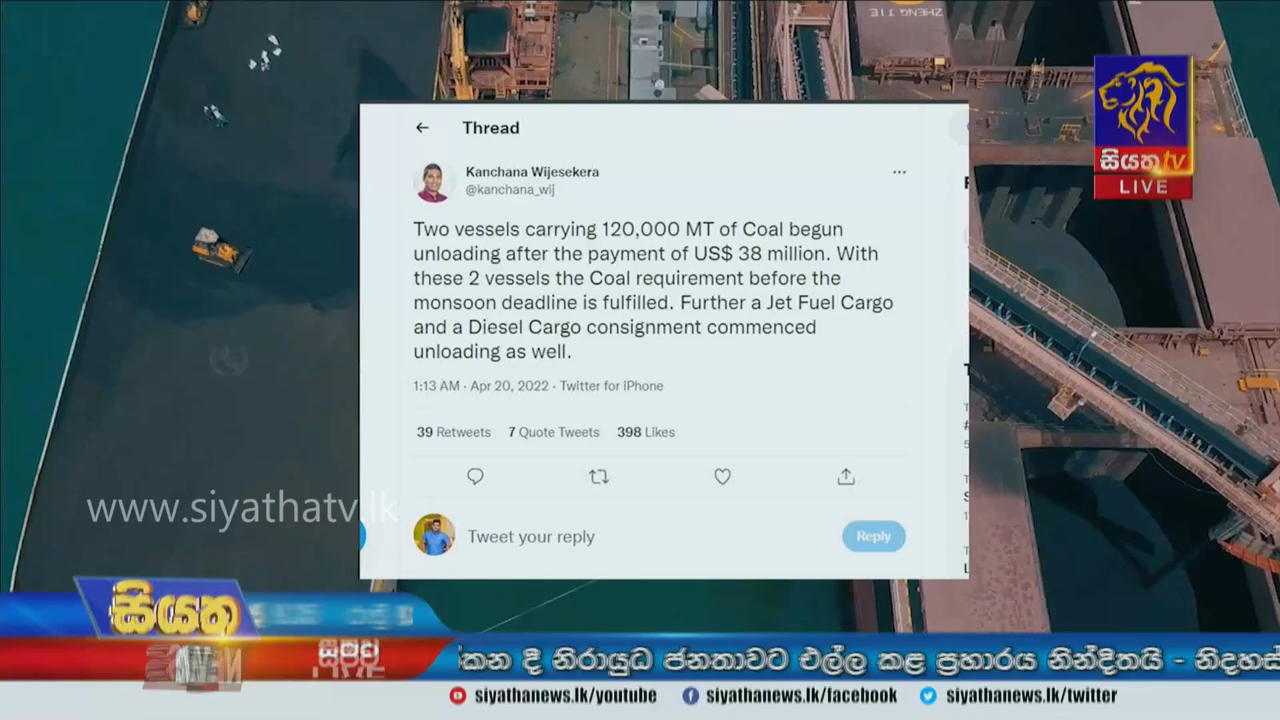 ZHENG JIE
සියත tv
LIVE
Thread
Kanchana Wijesekera
@kanchana_wij
Two vessels carrying 120,000 MT of Coal begun
unloading after the payment of US$ 38 million. With
these 2 vessels the Coal requirement before the
monsoon deadline is fulfilled. Further a Jet Fuel Cargo
and a Diesel Cargo consignment commenced
unloading as well.
1:13 AM · Apr 20, 2022 · Twitter for iPhone
39 Retweets 7 Quote Tweets 398 Likes
Tweet your reply
Reply
www.siyathatv.lk
සියත
දී නිරායුධ ජනතාවට එල්ල කළ ප්‍රහාරය නින්දිතයි - නිදහස්
siyathanews.lk/youtube siyathanews.lk/facebook siyathanews.lk/twitter